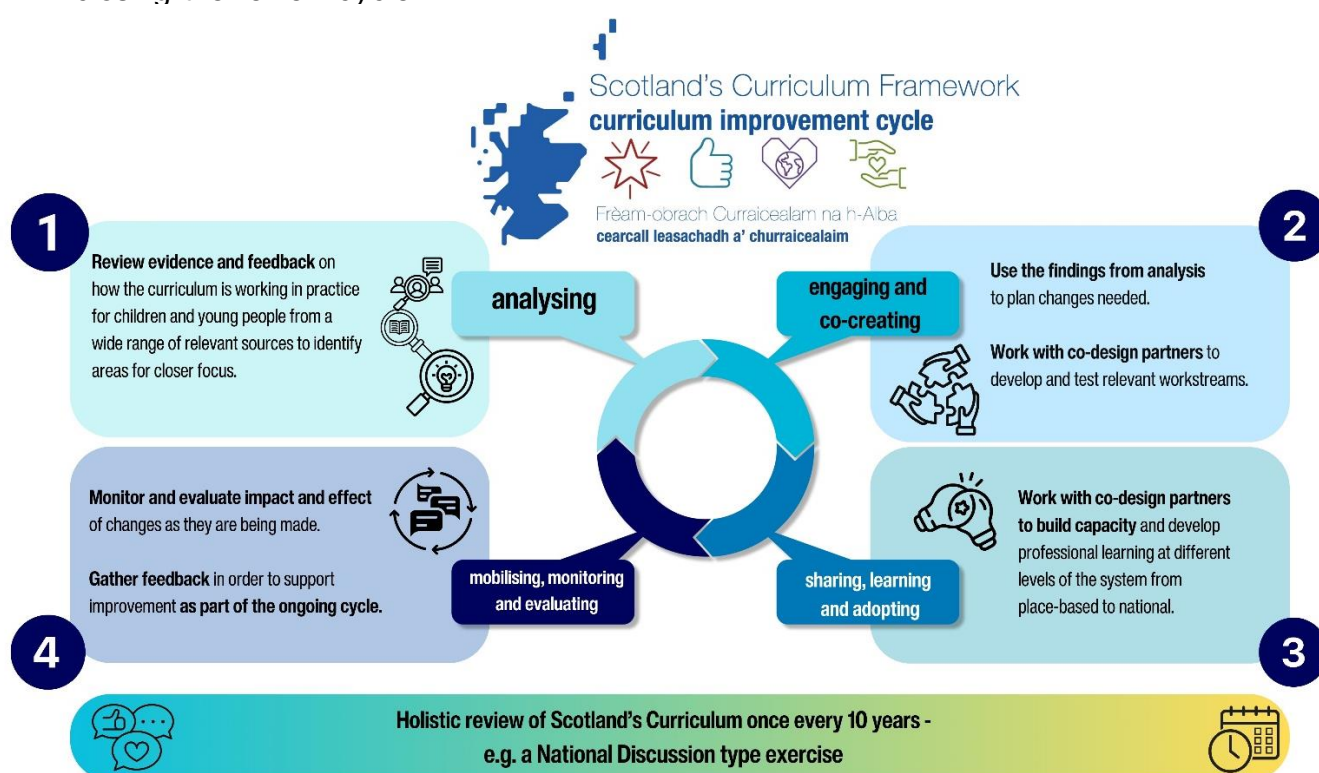 Scotland's Curriculum Framework
curriculum improvement cycle
Frèam-obrach Curraicealam na h-Alba
cearcall leasachadh a' churraicealaim
1
Review evidence and feedback on
how the curriculum is working in practice
for children and young people from a
wide range of relevant sources to identify
areas for closer focus.
analysing
engaging and
co-creating
2
Use the findings from analysis
to plan changes needed.
Work with co-design partners to
develop and test relevant workstreams.
Work with co-design partners
to build capacity and develop
professional learning at different
levels of the system from
place-based to national.
3
sharing, learning
and adopting
mobilising, monitoring
and evaluating
Monitor and evaluate impact and effect
of changes as they are being made.
Gather feedback in order to support
improvement as part of the ongoing cycle.
4
Holistic review of Scotland's Curriculum once every 10 years -
e.g. a National Discussion type exercise